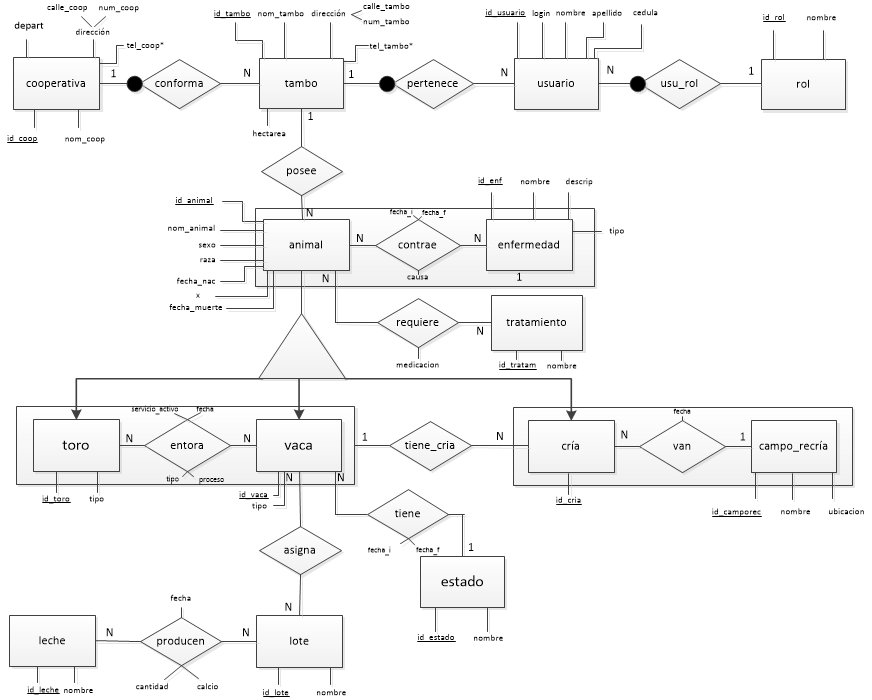 calle_coop num_coop
depart
dirección
tel_coop*
cooperativa
1
conforma
N
id_coop
nom_coop
id_tambo nom_tambo dirección
calle_tambo
num_tambo
tel_tambo*
tambo
1
pertenece
N
hectarea
1
id_usuario login nombre apellido
cedula
usuario
N
usu_rol
1
id_rol nombre
rol
posee
N
id_animal
nom_animal
sexo
raza
fecha_nac
x
fecha_muerte
animal
N
fecha_i fecha_f
contrae
causa
N
id_enf nombre descrip
tipo
enfermedad
1
N
requiere
medicacion
N
tratamiento
id_tratam nombre
toro
N
servicio_activo fecha
entora
tipo proceso
N
vaca
id_toro tipo
id_vaca
tipo
N
N
1
tiene_cria
N
cría
id_cria
N
fecha
van
1
campo_recría
id_camporec nombre ubicacion
tiene
fecha_i fecha_f
1
estado
id_estado nombre
asigna
N
lote
id_lote nombre
N
fecha
producen
cantidad calcio
N
leche
id_leche nombre